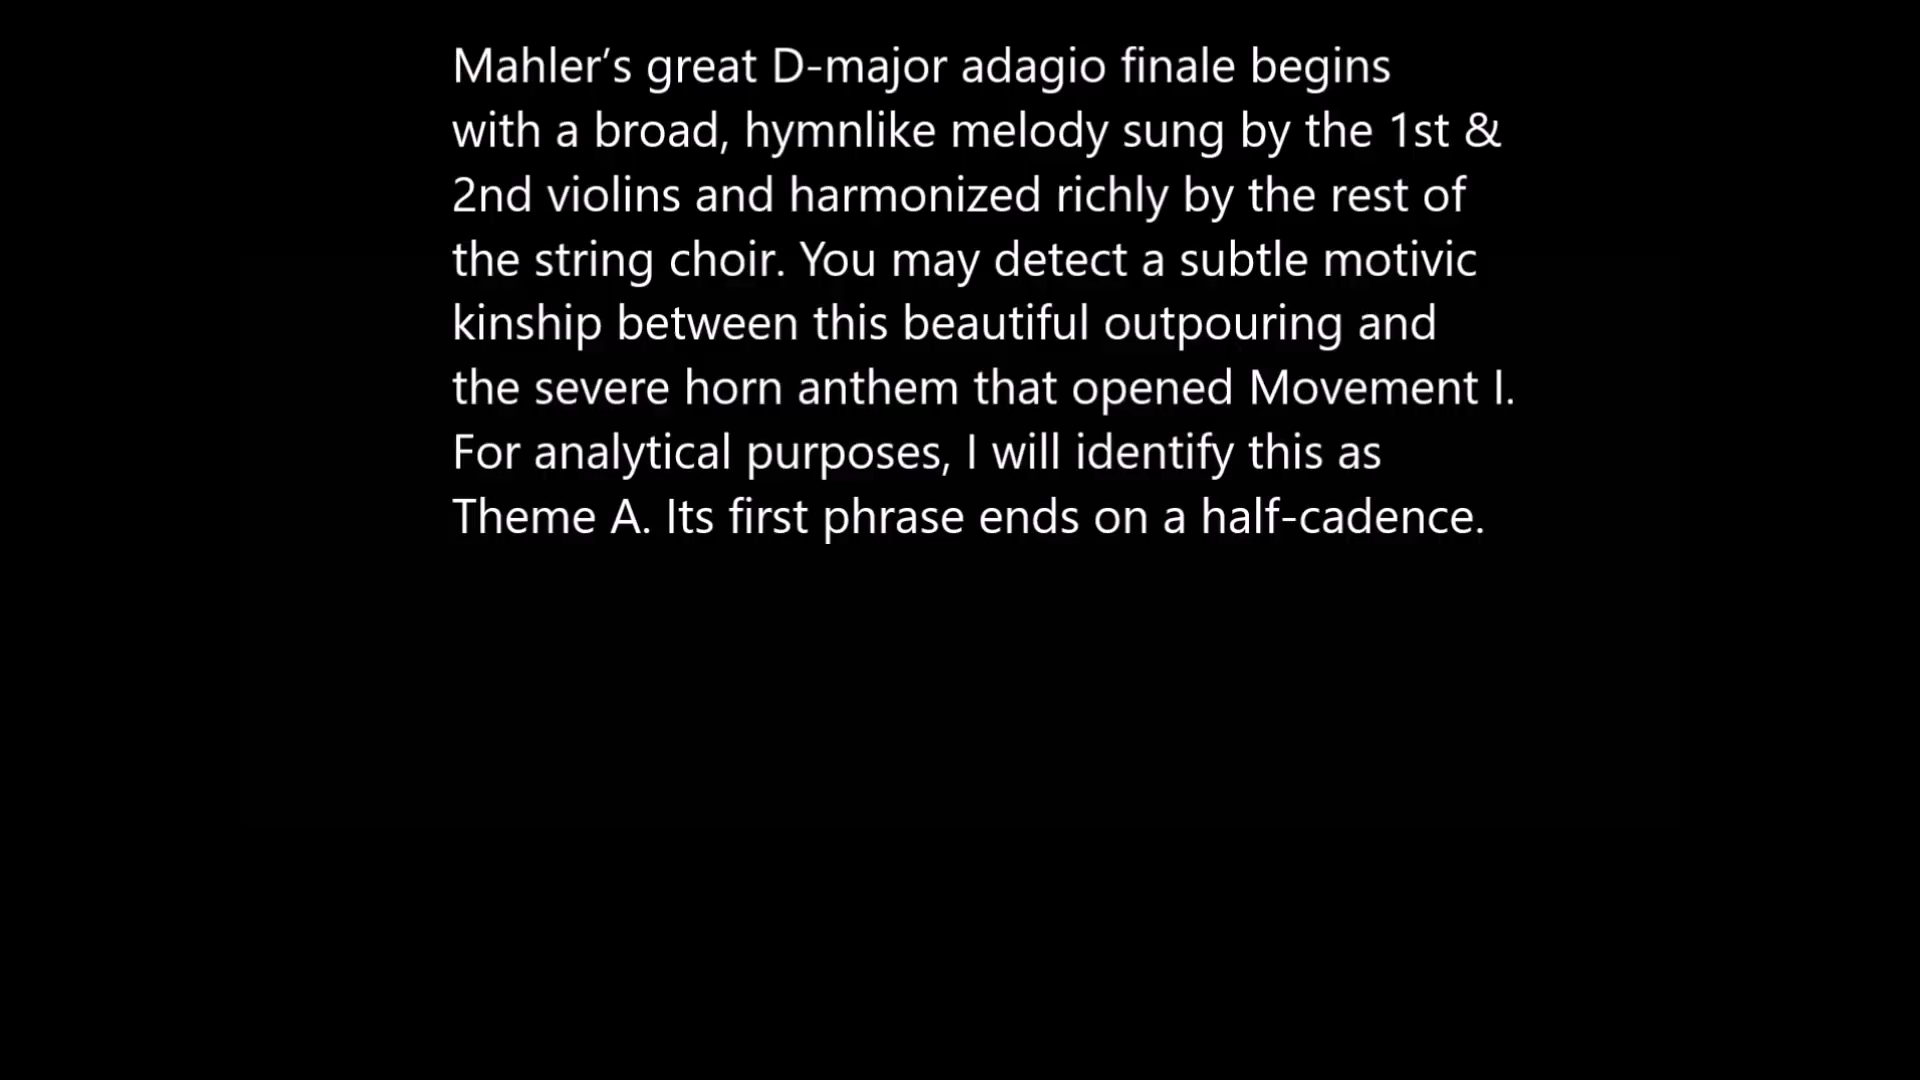 Mahler’s great D-major adagio finale begins
with a broad, hymnlike melody sung by the 1st &
2nd violins and harmonized richly by the rest of
the string choir. You may detect a subtle motivic
kinship between this beautiful outpouring and
the severe horn anthem that opened Movement I.
For analytical purposes, I will identify this as
Theme A. Its first phrase ends on a half-cadence.